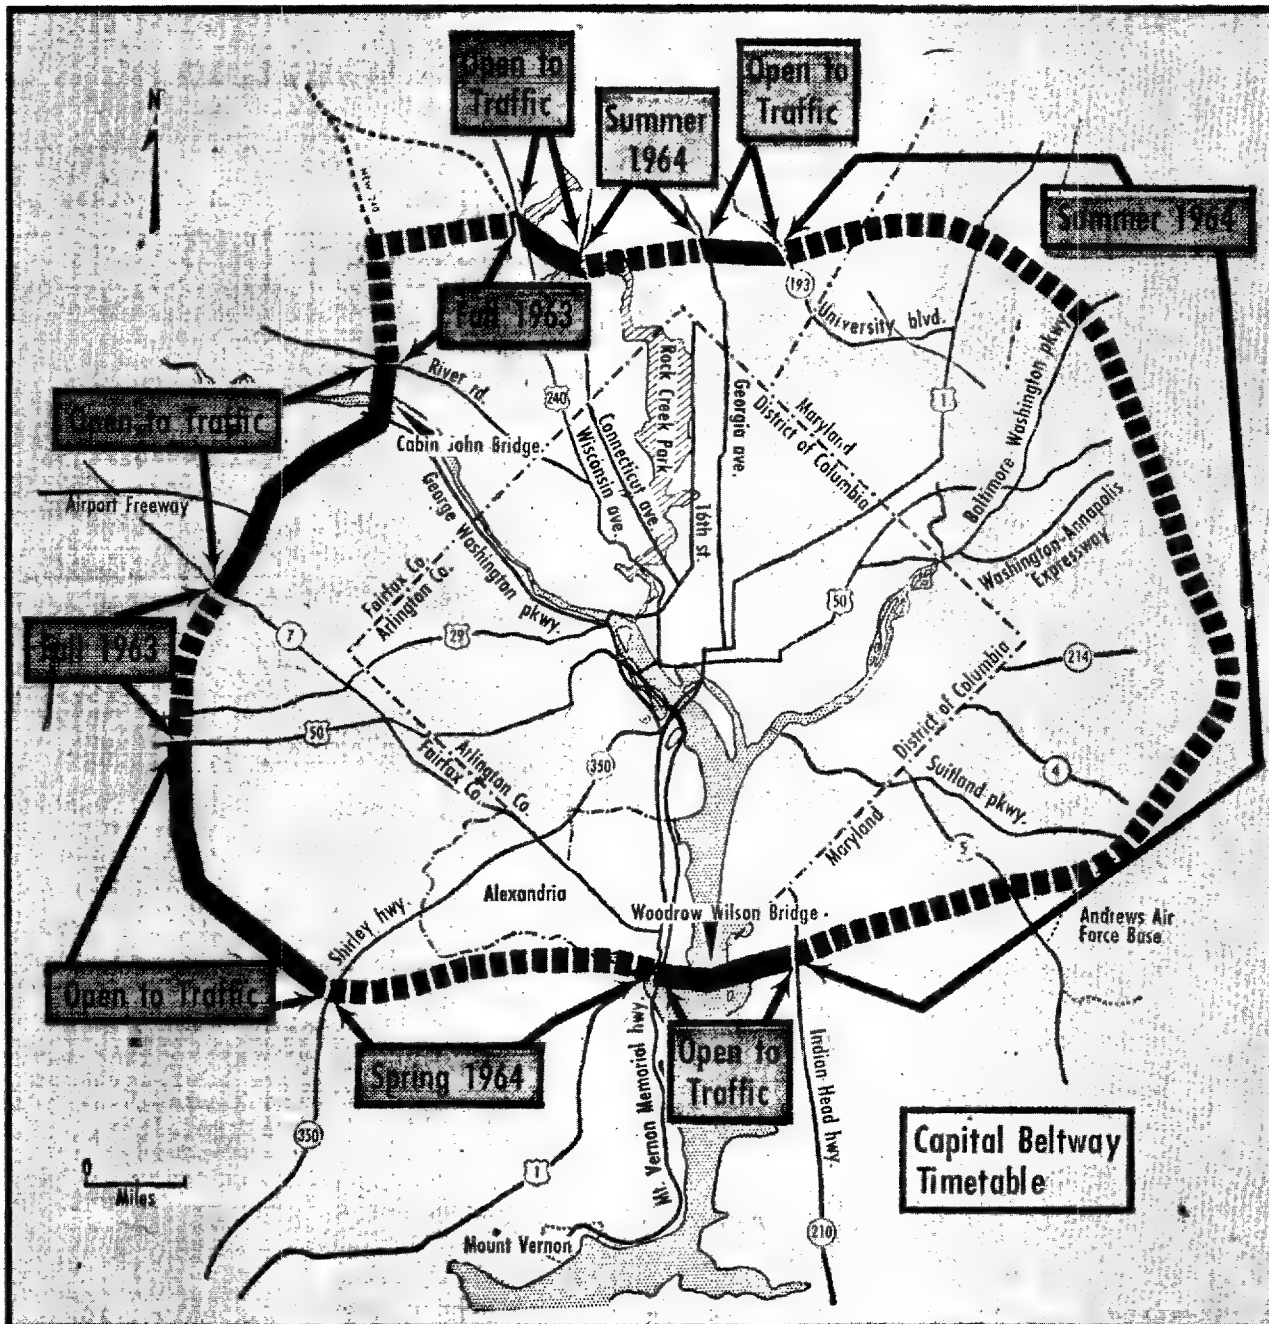 Open to
Traffic
Open to
Traffic
Summer
1964
N
Summer 1964
Fall 1963
193
University blvd.
River rd.
240
Rock Creek Park
Georgia ave.
Maryland
District of Columbia
1
Baltimore Washington pkwy.
Open to Traffic
Cabin John Bridge.
Connecticut ave.
Wisconsin ave.
16th st
Airport Freeway
George Washington pkwy.
Washington-Annapolis
Expressway
Fairfax Co.
Arlington Co.
50
7
29
Fall 1963
214
District of Columbia
50
Arlington Co
Fairfax Co.
350
4
Suitland pkwy.
Maryland
5
Alexandria
Shirley hwy.
Woodrow Wilson Bridge
Andrews Air
Force Base
Open to Traffic
Spring 1964
Mt. Vernon Memorial hwy.
Open to
Traffic
Indian Head hwy.
350
1
Capital Beltway
Timetable
0
Miles
210
Mount Vernon